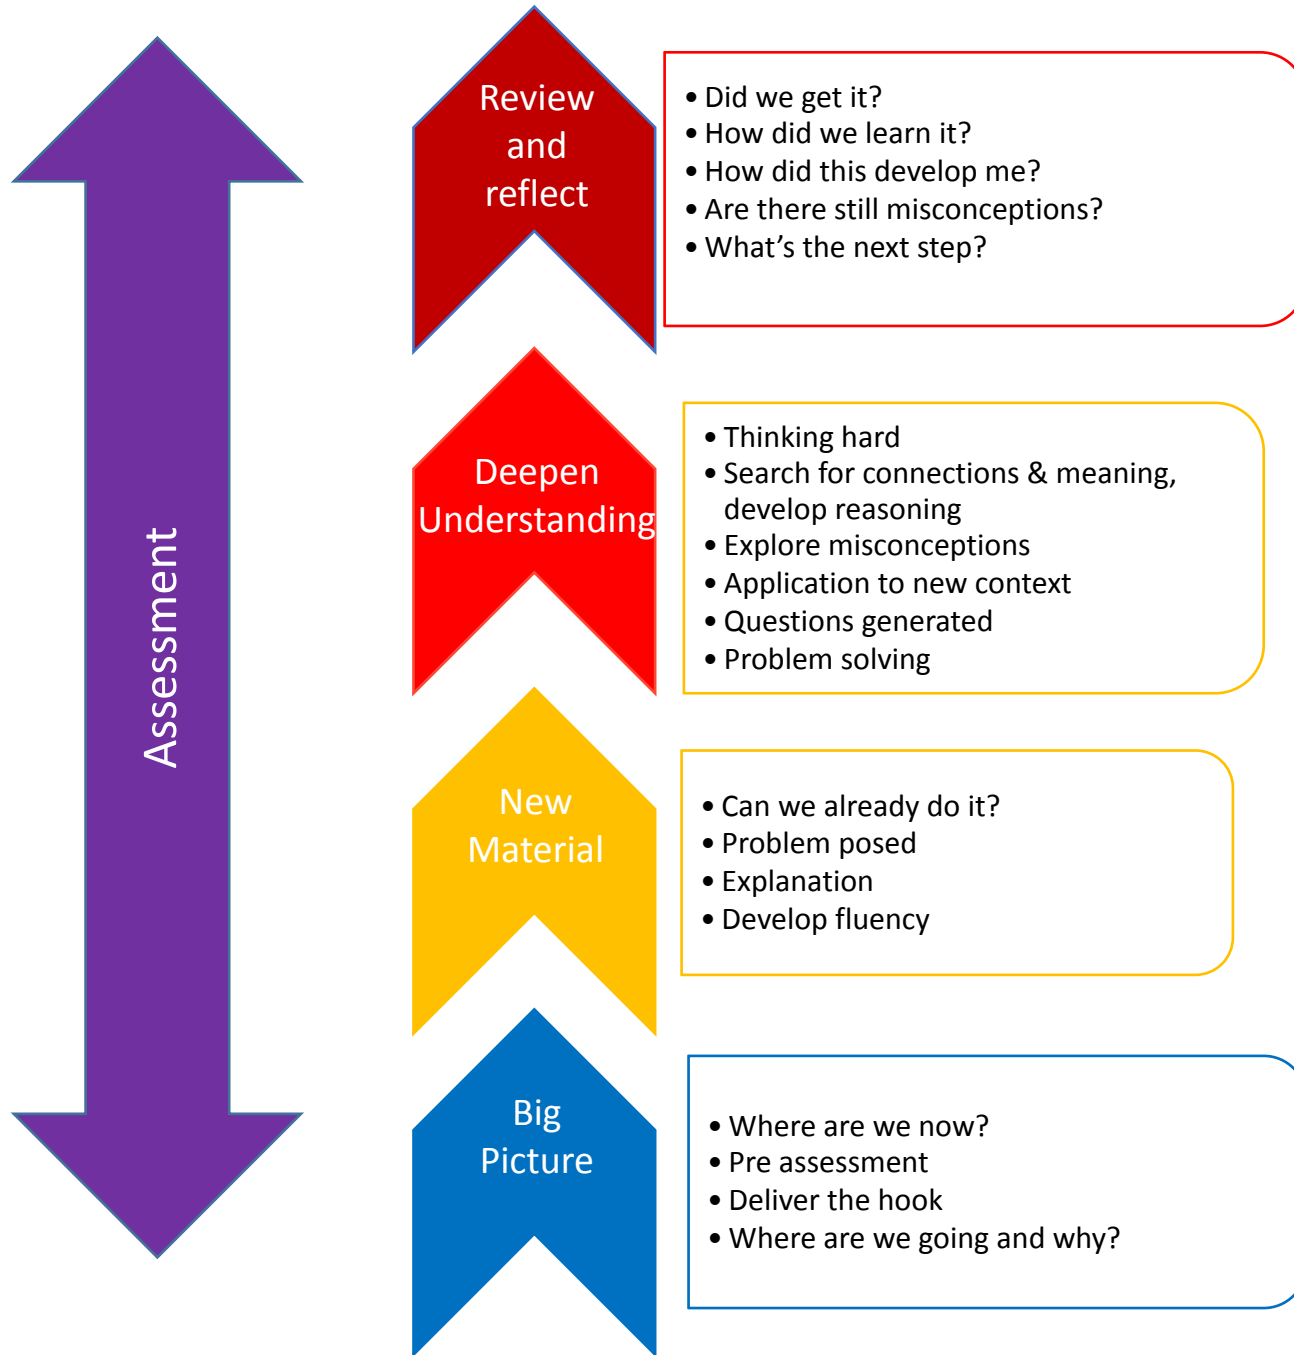 Assessment
Review
and
reflect
• Did we get it?
• How did we learn it?
• How did this develop me?
• Are there still misconceptions?
• What’s the next step?
Deepen
Understanding
• Thinking hard
• Search for connections & meaning,
develop reasoning
• Explore misconceptions
• Application to new context
• Questions generated
• Problem solving
New
Material
• Can we already do it?
• Problem posed
• Explanation
• Develop fluency
Big
Picture
• Where are we now?
• Pre assessment
• Deliver the hook
• Where are we going and why?